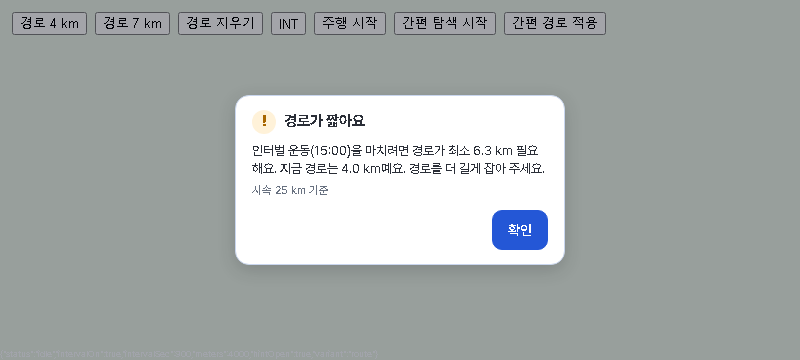 경로 4 km 경로 7 km 경로 지우기 INT 주행 시작 간편 탐색 시작 간편 경로 적용
! 경로가 짧아요
인터벌 운동(15:00)을 마치려면 경로가 최소 6.3 km 필요
해요. 지금 경로는 4.0 km예요. 경로를 더 길게 잡아 주세요.
시속 25 km 기준
확인